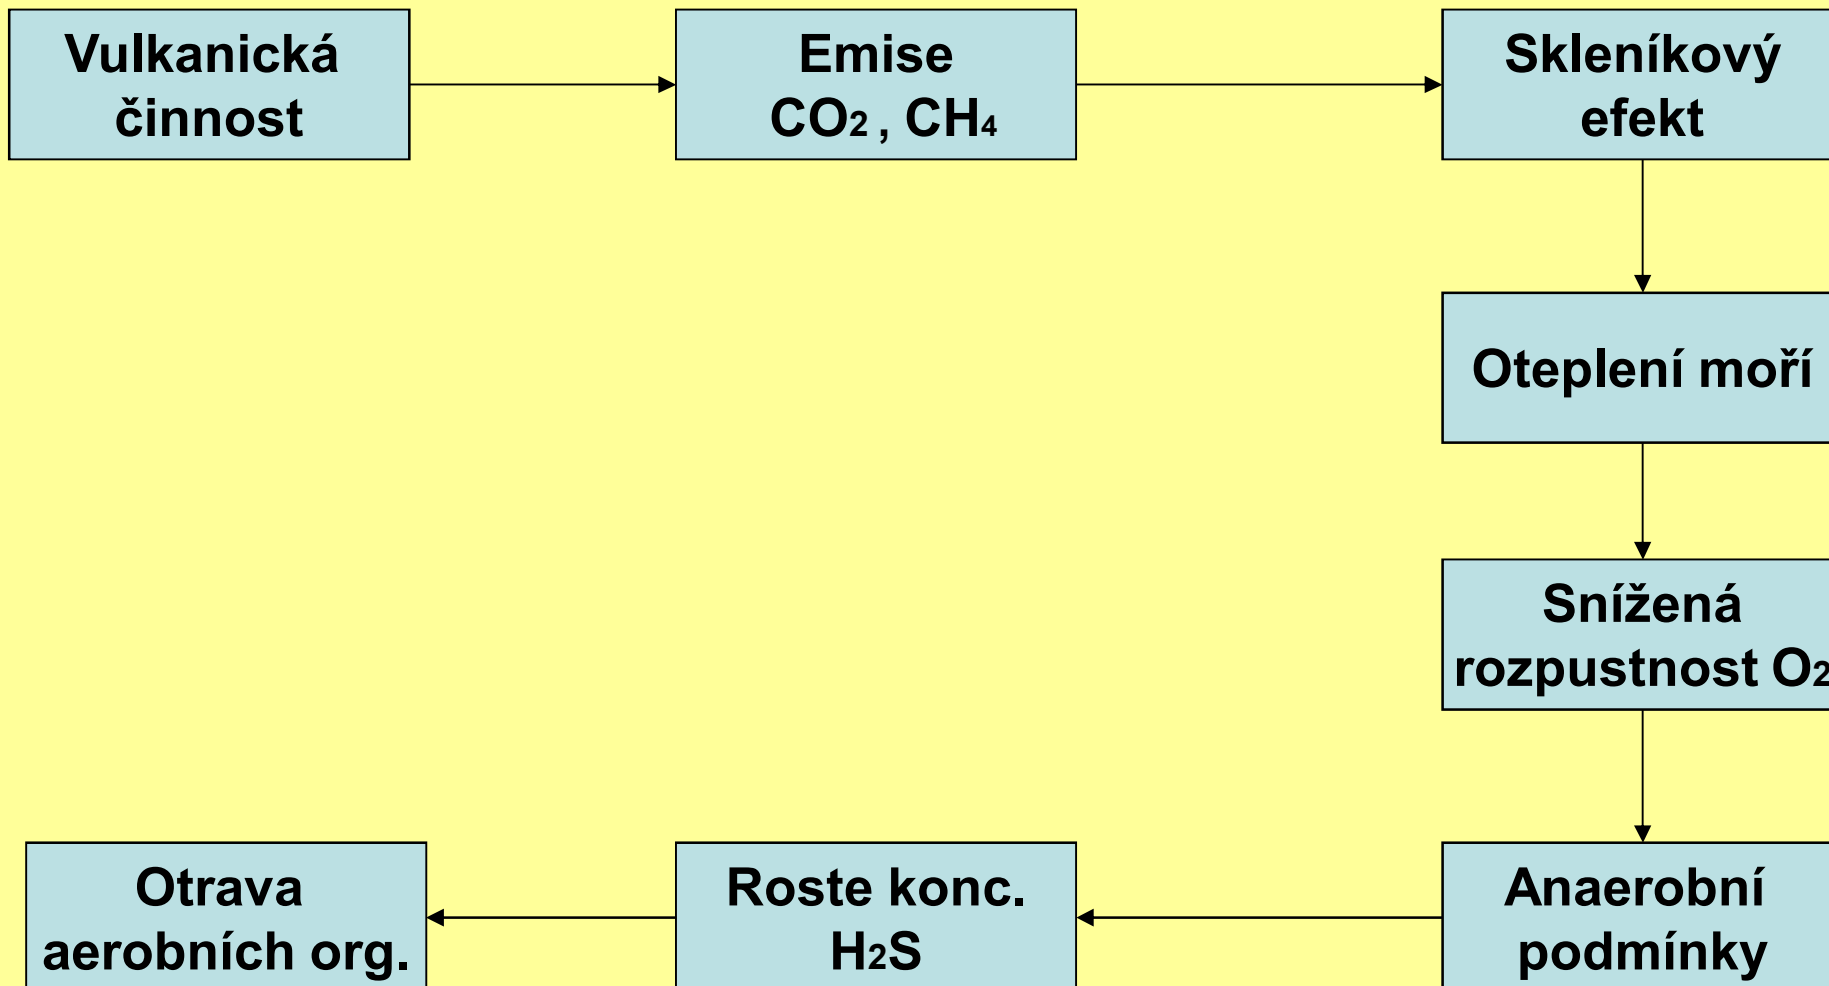 Vulkanická
činnost
Emise
CO2 , CH4
Skleníkový
efekt
Oteplení moří
Snížená
rozpustnost O2
Anaerobní
podmínky
Roste konc.
H2S
Otrava
aerobních org.